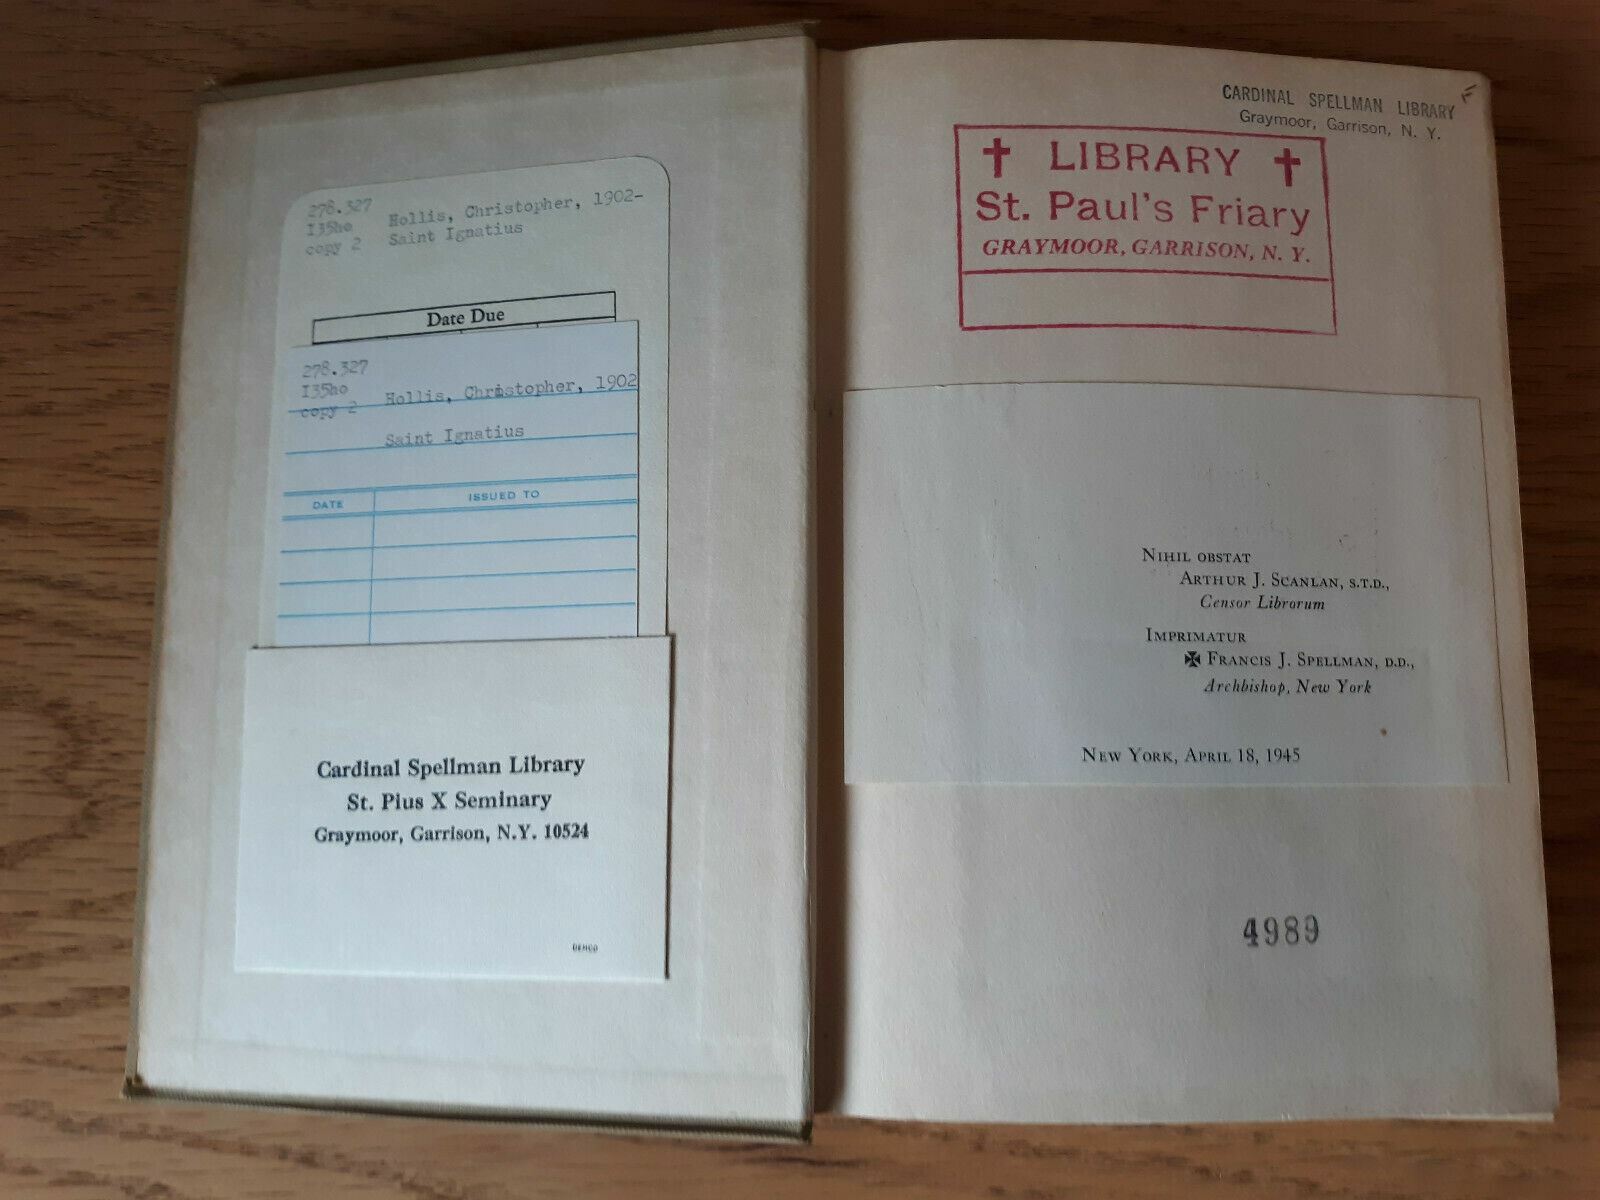 278.327
I35ho
copy 2
Hollis, Christopher, 1902-
Saint Ignatius
Date Due
278.327
I35ho
copy 2
Hollis, Christopher, 1902
Saint Ignatius
DATE
ISSUED TO
Cardinal Spellman Library
St. Pius X Seminary
Graymoor, Garrison, N.Y. 10524
DEMCO
CARDINAL SPELLMAN LIBRARY
Graymoor, Garrison, N. Y.
✝ LIBRARY ✝
St. Paul's Friary
GRAYMOOR, GARRISON, N. Y.
NIHIL OBSTAT
ARTHUR J. SCANLAN, S.T.D.,
Censor Librorum
IMPRIMATUR
✠ FRANCIS J. SPELLMAN, D.D.,
Archbishop, New York
NEW YORK, APRIL 18, 1945
4989